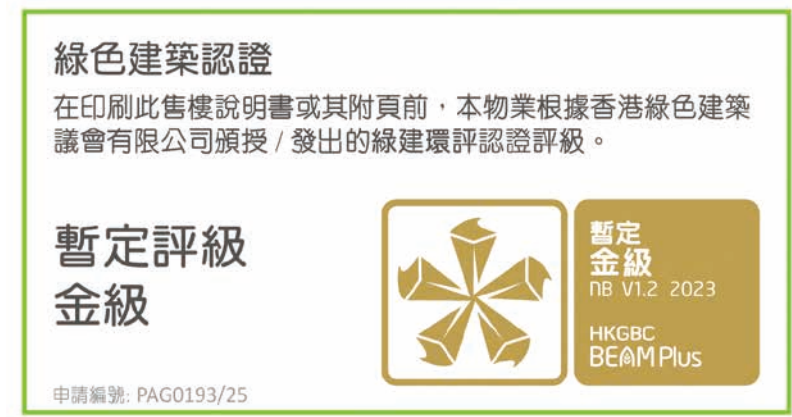 綠色建築認證
在印刷此售樓說明書或其附頁前，本物業根據香港綠色建築
議會有限公司頒授 / 發出的綠建環評認證評級。
暫定評級
金級
暫定
金級
NB V1.2 2023
HKGBC
BEAM Plus
申請編號: PAG0193/25